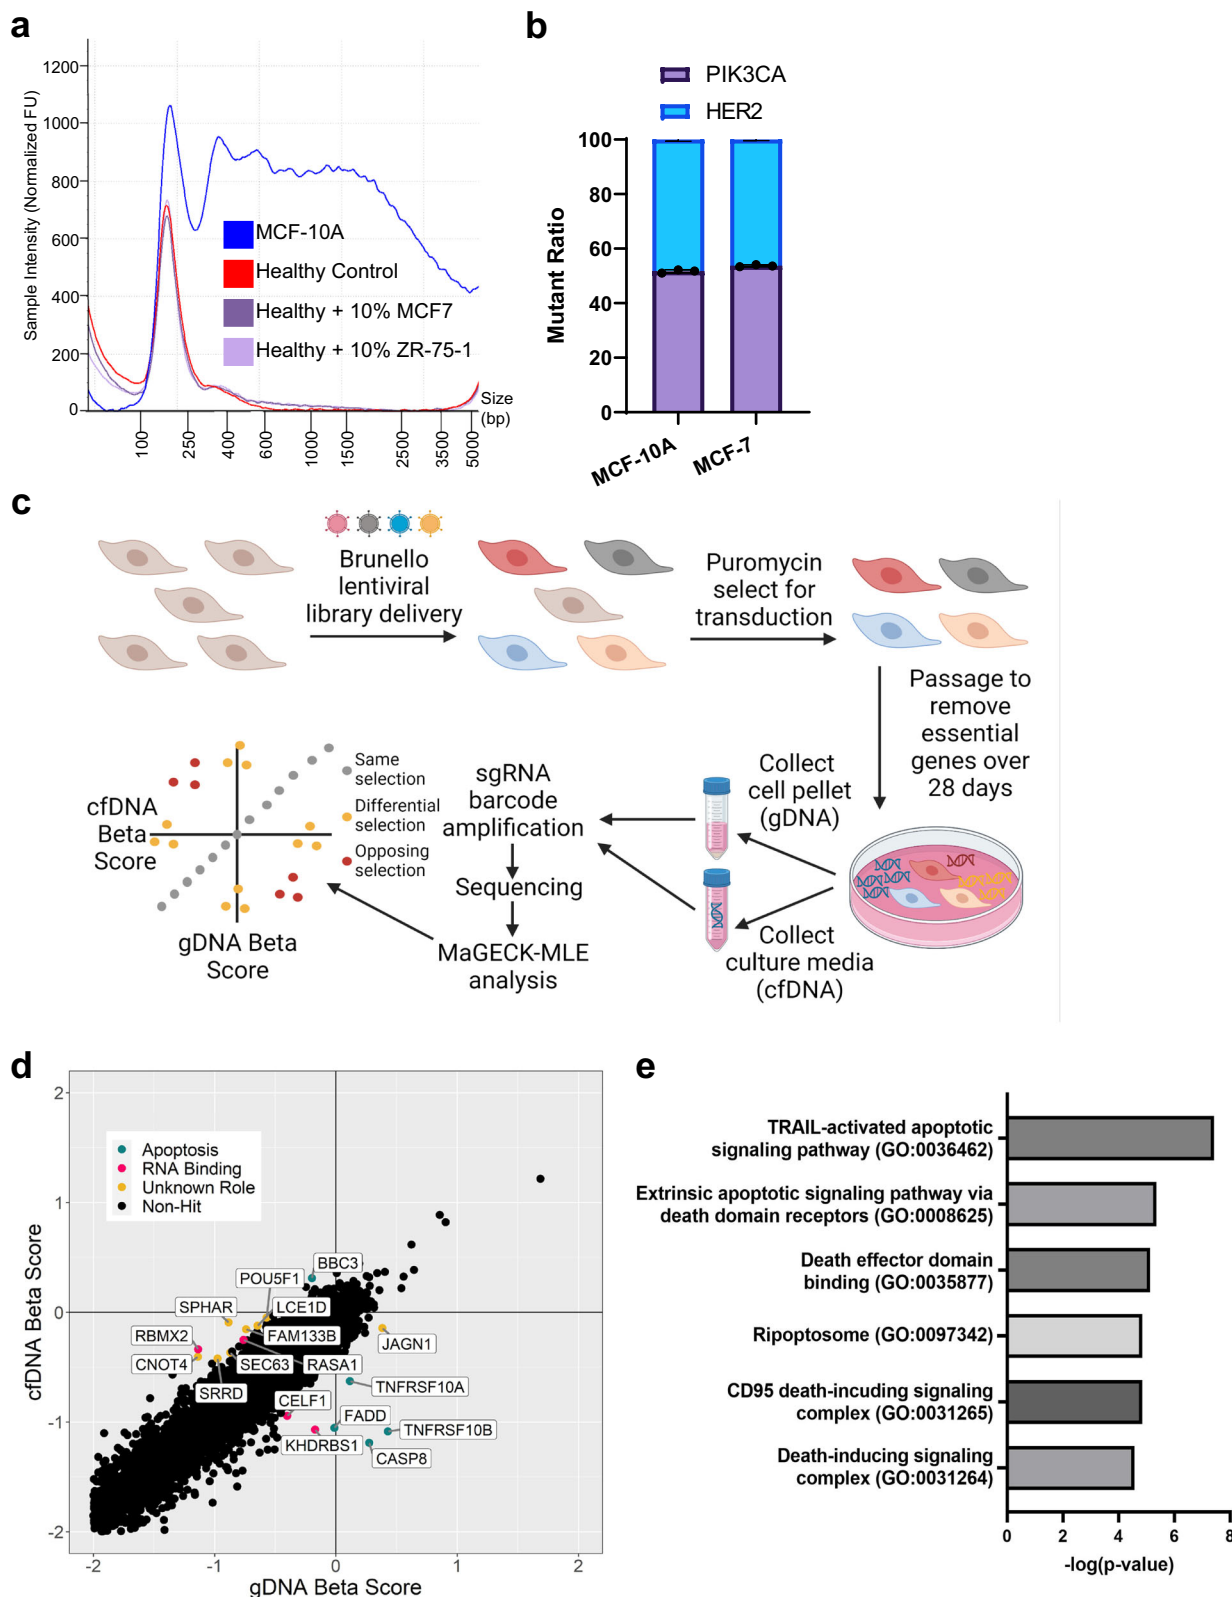 a
1200
1000
800
600
400
200
0
Sample Intensity (Normalized FU)
MCF-10A
Healthy Control
Healthy + 10% MCF7
Healthy + 10% ZR-75-1
Size
(bp)
100
250
400
600
1000
1500
2500
3500
5000
b
PIK3CA
HER2
100
80
60
40
20
0
Mutant Ratio
MCF-10A
MCF-7
c
Brunello
lentiviral
library delivery
Puromycin
select for
transduction
Passage to
remove
essential
genes over
28 days
Collect
cell pellet
(gDNA)
Collect
culture media
(cfDNA)
sgRNA
barcode
amplification
Sequencing
MaGECK-MLE
analysis
Same
selection
Differential
selection
Opposing
selection
cfDNA
Beta
Score
gDNA Beta
Score
d
2
1
0
-1
-2
cfDNA Beta Score
Apoptosis
RNA Binding
Unknown Role
Non-Hit
BBC3
POU5F1
SPHAR
LCE1D
RBMX2
FAM133B
JAGN1
CNOT4
SEC63
RASA1
SRRD
TNFRSF10A
CELF1
FADD
TNFRSF10B
KHDRBS1
CASP8
-2
-1
0
1
2
gDNA Beta Score
e
TRAIL-activated apoptotic
signaling pathway (GO:0036462)
Extrinsic apoptotic signaling pathway via
death domain receptors (GO:0008625)
Death effector domain
binding (GO:0035877)
Ripoptosome (GO:0097342)
CD95 death-incuding signaling
complex (GO:0031265)
Death-inducing signaling
complex (GO:0031264)
0
2
4
6
8
-log(p-value)